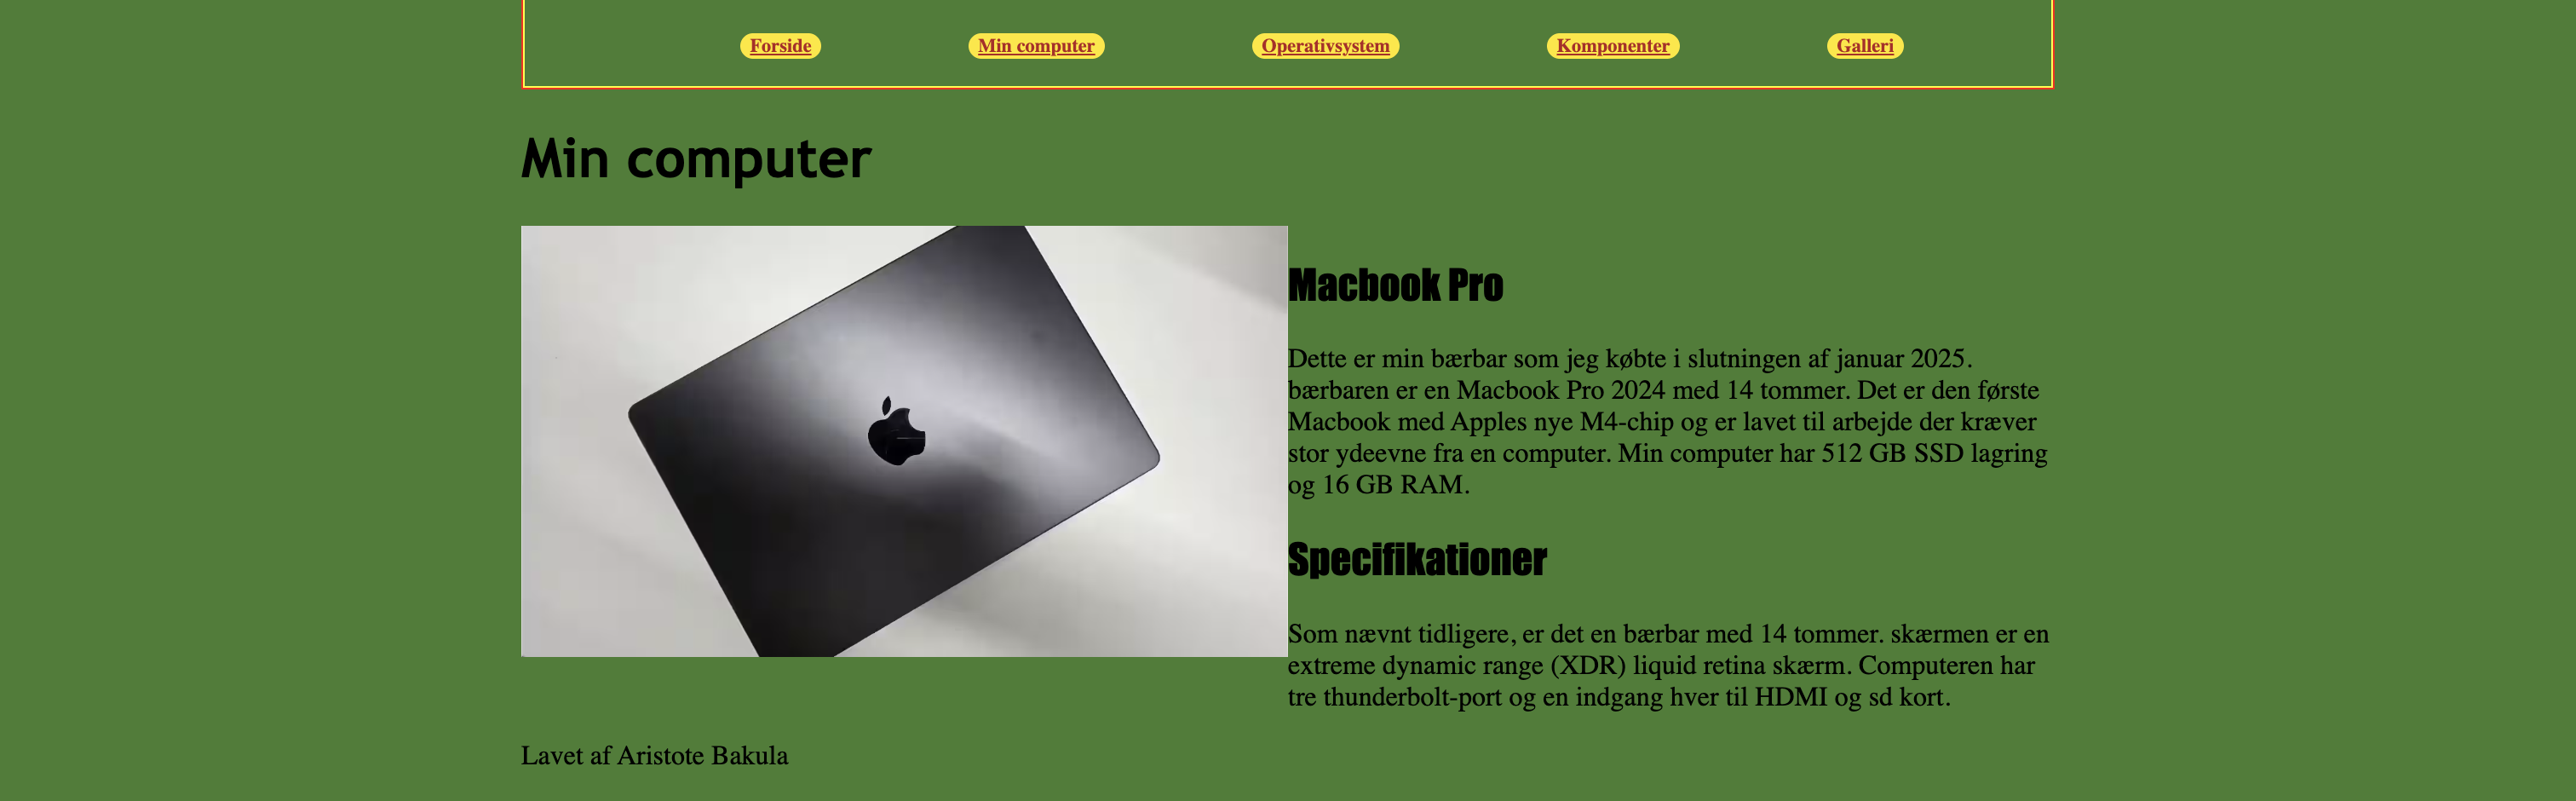 Forside Min computer Operativsystem Komponenter Galleri
Min computer
Macbook Pro
Dette er min bærbar som jeg købte i slutningen af januar 2025.
bærbaren er en Macbook Pro 2024 med 14 tommer. Det er den første
Macbook med Apples nye M4-chip og er lavet til arbejde der kræver
stor ydeevne fra en computer. Min computer har 512 GB SSD lagring
og 16 GB RAM.
Specifikationer
Som nævnt tidligere, er det en bærbar med 14 tommer. skærmen er en
extreme dynamic range (XDR) liquid retina skærm. Computeren har
tre thunderbolt-port og en indgang hver til HDMI og sd kort.
Lavet af Aristote Bakula